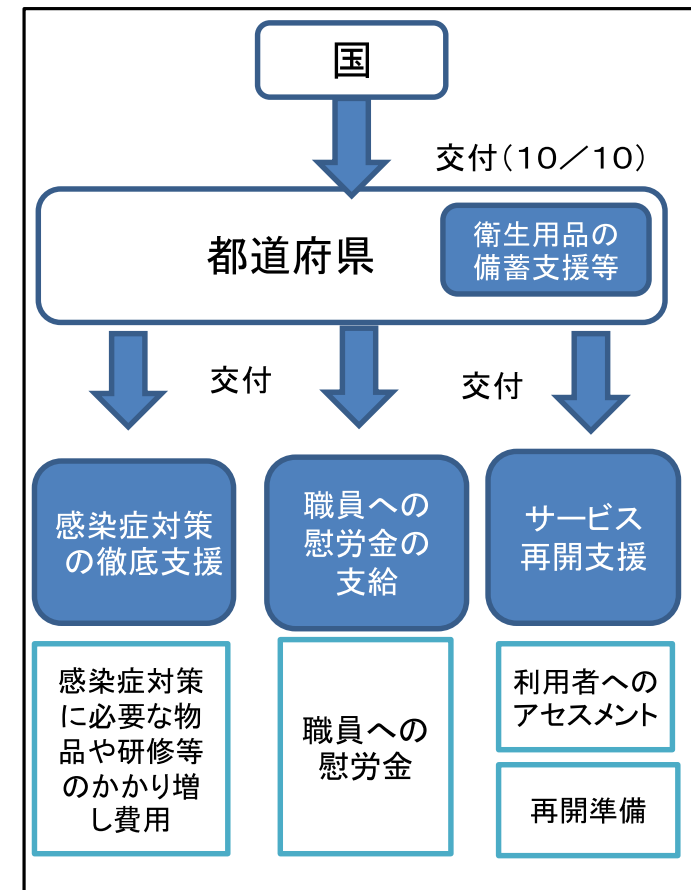 国
交付（１０／１０）
都道府県
衛生用品の
備蓄支援等
交付
交付
感染症対策
の徹底支援
職員への
慰労金の
支給
サービス
再開支援
感染症対策
に必要な物
品や研修等
のかかり増
し費用
職員への
慰労金
利用者への
アセスメント
再開準備